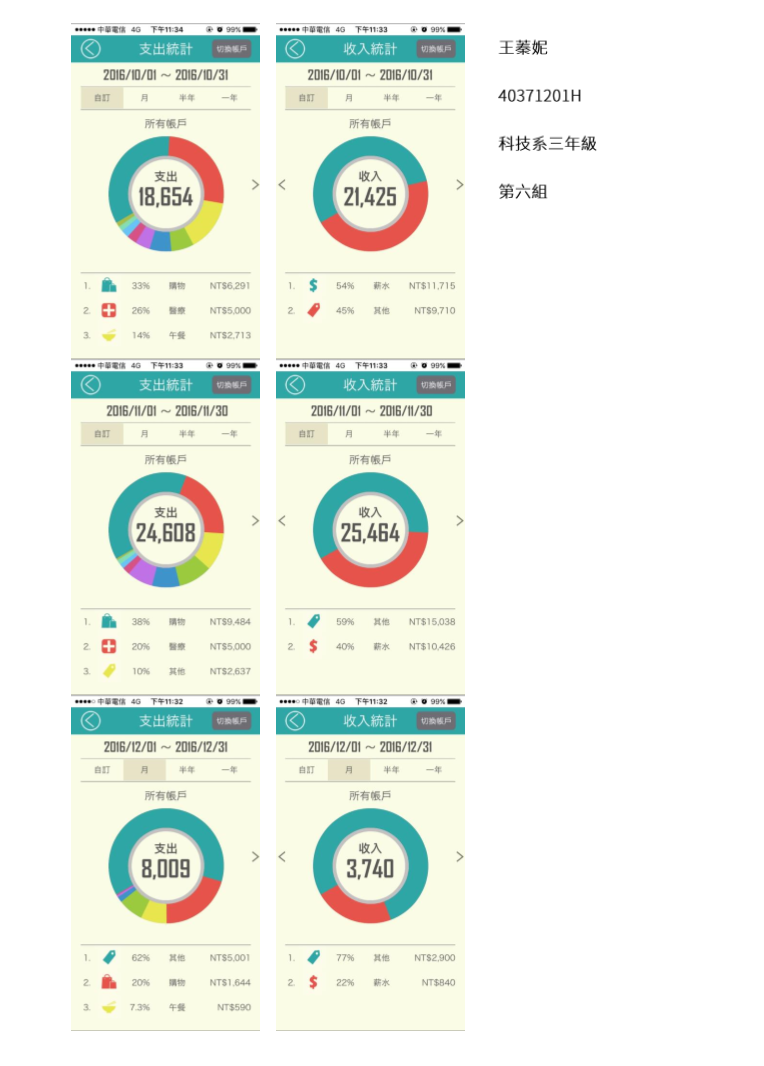 中華電信 4G 下午11:34 99%
支出統計 切換帳戶
2016/10/01 ～ 2016/10/31
自訂 月 半年 一年
所有帳戶
支出
18,654
1. 33% 購物 NT$6,291
2. 26% 醫療 NT$5,000
3. 14% 午餐 NT$2,713
中華電信 4G 下午11:33 99%
收入統計 切換帳戶
2016/10/01 ～ 2016/10/31
自訂 月 半年 一年
所有帳戶
收入
21,425
1. 54% 薪水 NT$11,715
2. 45% 其他 NT$9,710
王蓁妮
40371201H
科技系三年級
第六組
中華電信 4G 下午11:33 99%
支出統計 切換帳戶
2016/11/01 ～ 2016/11/30
自訂 月 半年 一年
所有帳戶
支出
24,608
1. 38% 購物 NT$9,484
2. 20% 醫療 NT$5,000
3. 10% 其他 NT$2,637
中華電信 4G 下午11:33 99%
收入統計 切換帳戶
2016/11/01 ～ 2016/11/30
自訂 月 半年 一年
所有帳戶
收入
25,464
1. 59% 其他 NT$15,038
2. 40% 薪水 NT$10,426
中華電信 4G 下午11:32 99%
支出統計 切換帳戶
2016/12/01 ～ 2016/12/31
自訂 月 半年 一年
所有帳戶
支出
8,009
1. 62% 其他 NT$5,001
2. 20% 購物 NT$1,644
3. 7.3% 午餐 NT$590
中華電信 4G 下午11:32 99%
收入統計 切換帳戶
2016/12/01 ～ 2016/12/31
自訂 月 半年 一年
所有帳戶
收入
3,740
1. 77% 其他 NT$2,900
2. 22% 薪水 NT$840